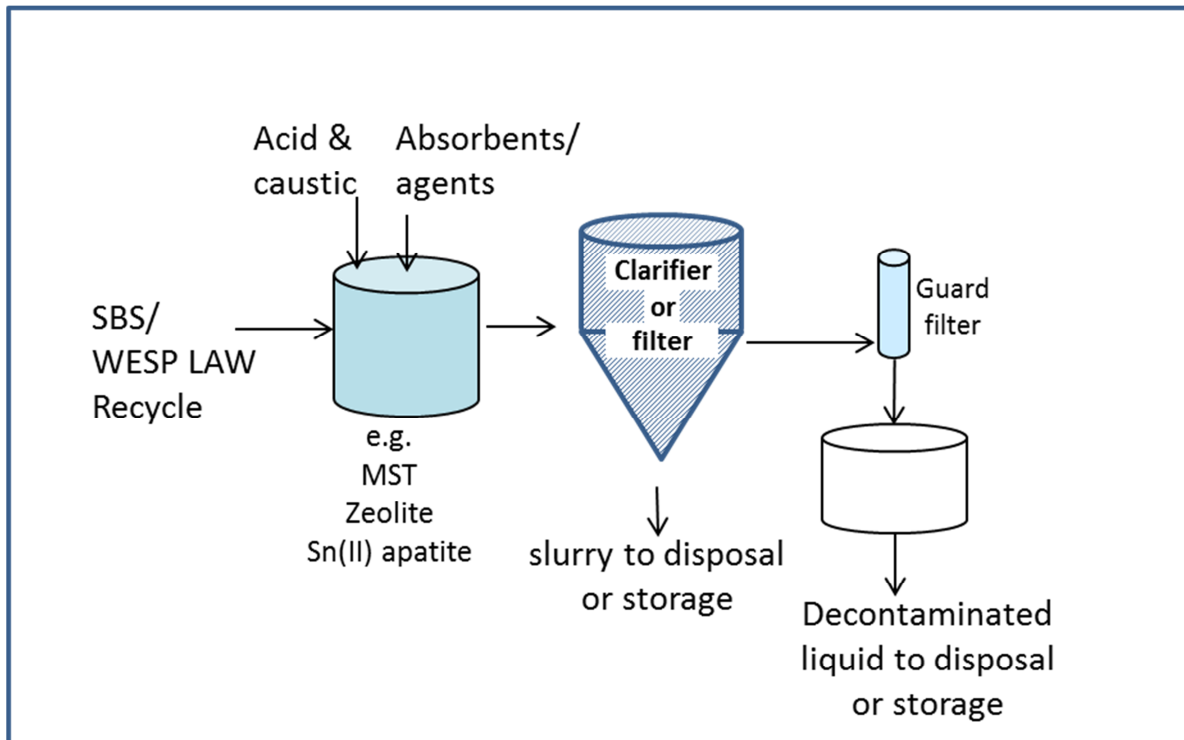 Acid &
caustic
Absorbents/
agents
SBS/
WESP LAW
Recycle
e.g.
MST
Zeolite
Sn(II) apatite
Clarifier
or
filter
slurry to disposal
or storage
Guard
filter
Decontaminated
liquid to disposal
or storage